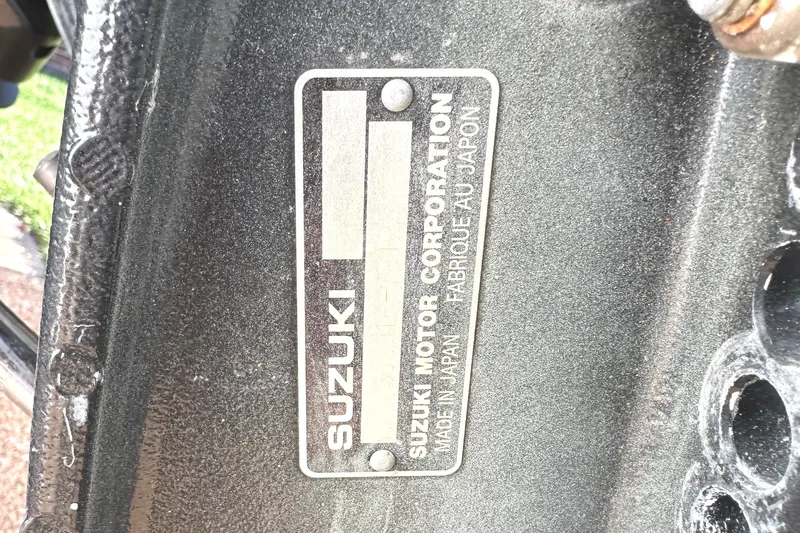 SUZUKI
SUZUKI MOTOR CORPORATION
MADE IN JAPAN FABRIQUE AU JAPON